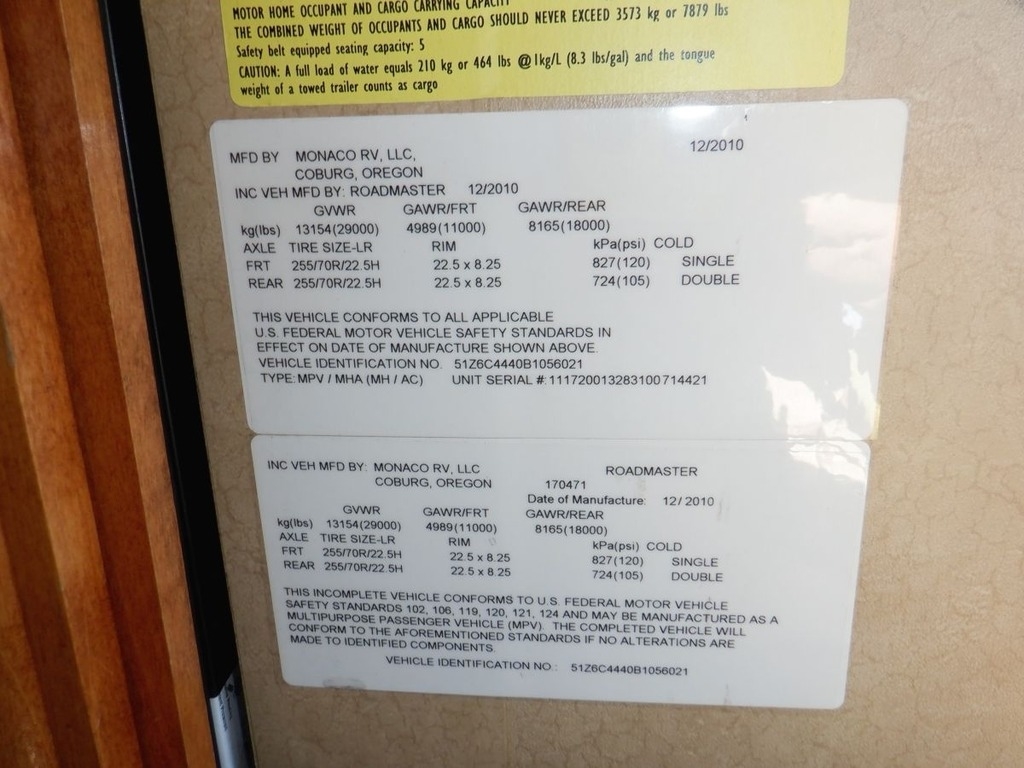 MOTOR HOME OCCUPANT AND CARGO CARRYING CAPACITY
THE COMBINED WEIGHT OF OCCUPANTS AND CARGO SHOULD NEVER EXCEED 3573 kg or 7879 lbs
Safety belt equipped seating capacity: 5
CAUTION: A full load of water equals 210 kg or 464 lbs @ 1kg/L (8.3 lbs/gal) and the tongue
weight of a towed trailer counts as cargo
12/2010
MFD BY MONACO RV, LLC,
COBURG, OREGON
INC VEH MFD BY: ROADMASTER 12/2010
GVWR GAWR/FRT GAWR/REAR
kg(lbs) 13154(29000) 4989(11000) 8165(18000)
AXLE TIRE SIZE-LR RIM kPa(psi) COLD
FRT 255/70R/22.5H 22.5 x 8.25 827(120) SINGLE
REAR 255/70R/22.5H 22.5 x 8.25 724(105) DOUBLE
THIS VEHICLE CONFORMS TO ALL APPLICABLE
U.S. FEDERAL MOTOR VEHICLE SAFETY STANDARDS IN
EFFECT ON DATE OF MANUFACTURE SHOWN ABOVE.
VEHICLE IDENTIFICATION NO. 51Z6C4440B1056021
TYPE: MPV / MHA (MH / AC) UNIT SERIAL #: 111720013283100714421
INC VEH MFD BY: MONACO RV, LLC ROADMASTER
COBURG, OREGON 170471
Date of Manufacture: 12/ 2010
GVWR GAWR/FRT GAWR/REAR
kg(lbs) 13154(29000) 4989(11000) 8165(18000)
AXLE TIRE SIZE-LR RIM kPa(psi) COLD
FRT 255/70R/22.5H 22.5 x 8.25 827(120) SINGLE
REAR 255/70R/22.5H 22.5 x 8.25 724(105) DOUBLE
THIS INCOMPLETE VEHICLE CONFORMS TO U.S. FEDERAL MOTOR VEHICLE
SAFETY STANDARDS 102, 106, 119, 120, 121, 124 AND MAY BE MANUFACTURED AS A
MULTIPURPOSE PASSENGER VEHICLE (MPV). THE COMPLETED VEHICLE WILL
CONFORM TO THE AFOREMENTIONED STANDARDS IF NO ALTERATIONS ARE
MADE TO IDENTIFIED COMPONENTS.
VEHICLE IDENTIFICATION NO.: 51Z6C4440B1056021